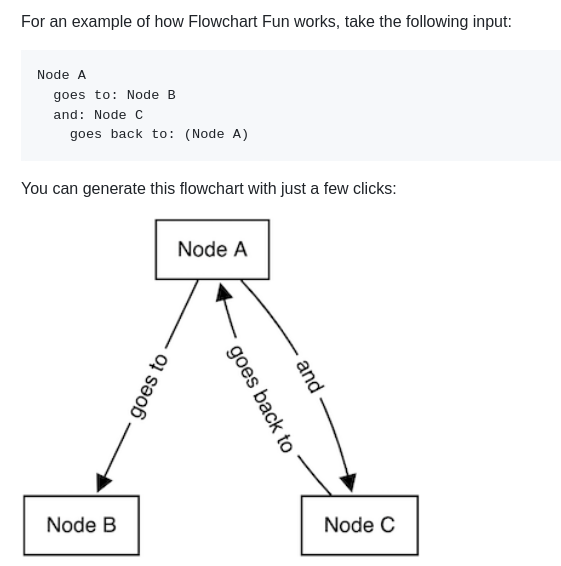 For an example of how Flowchart Fun works, take the following input:
Node A
goes to: Node B
and: Node C
goes back to: (Node A)
You can generate this flowchart with just a few clicks:
Node A
goes to
goes back to
and
Node B
Node C